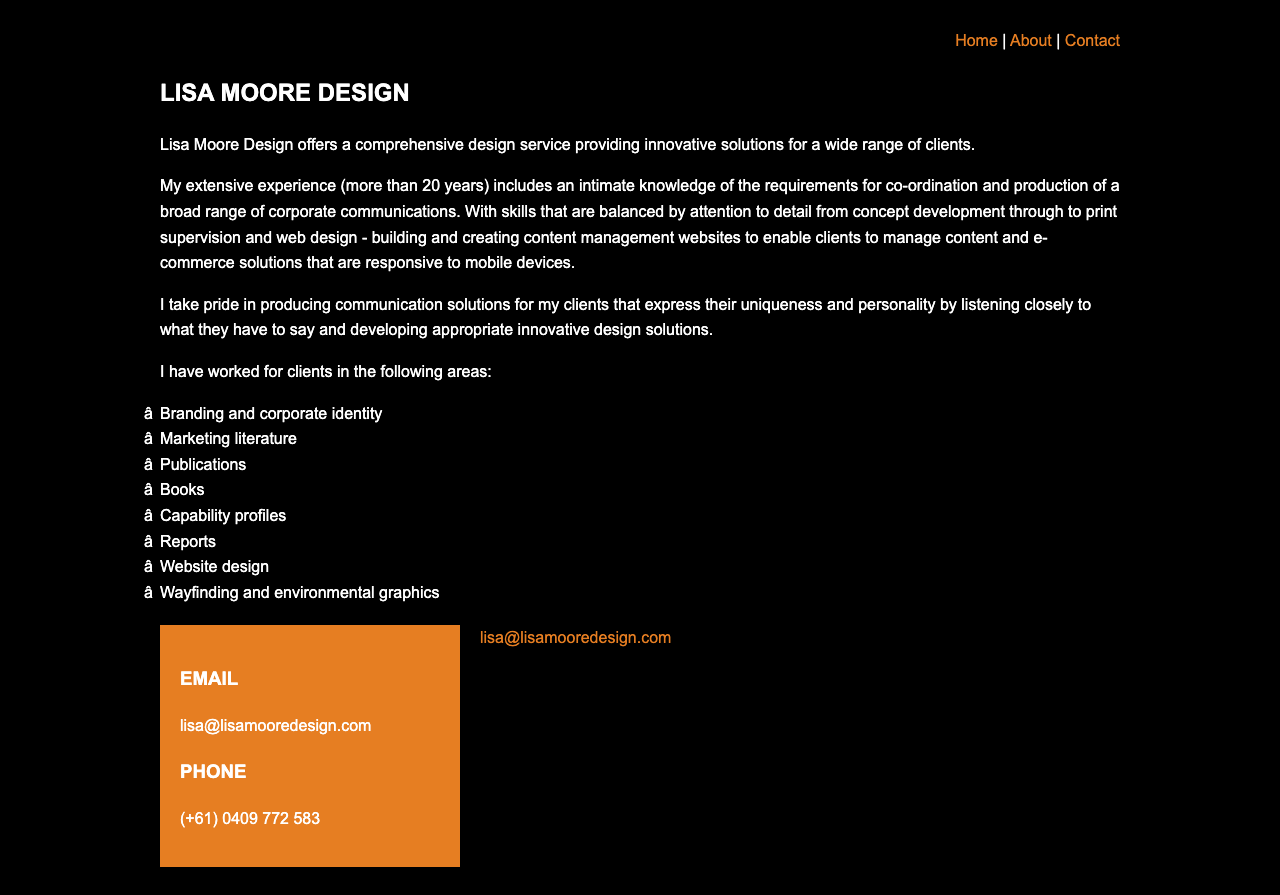 Home | About | Contact
LISA MOORE DESIGN
Lisa Moore Design offers a comprehensive design service providing innovative solutions for a wide range of clients.
My extensive experience (more than 20 years) includes an intimate knowledge of the requirements for co-ordination and production of a
broad range of corporate communications. With skills that are balanced by attention to detail from concept development through to print
supervision and web design - building and creating content management websites to enable clients to manage content and e-
commerce solutions that are responsive to mobile devices.
I take pride in producing communication solutions for my clients that express their uniqueness and personality by listening closely to
what they have to say and developing appropriate innovative design solutions.
I have worked for clients in the following areas:
â Branding and corporate identity
â Marketing literature
â Publications
â Books
â Capability profiles
â Reports
â Website design
â Wayfinding and environmental graphics
EMAIL
lisa@lisamooredesign.com
PHONE
(+61) 0409 772 583
lisa@lisamooredesign.com